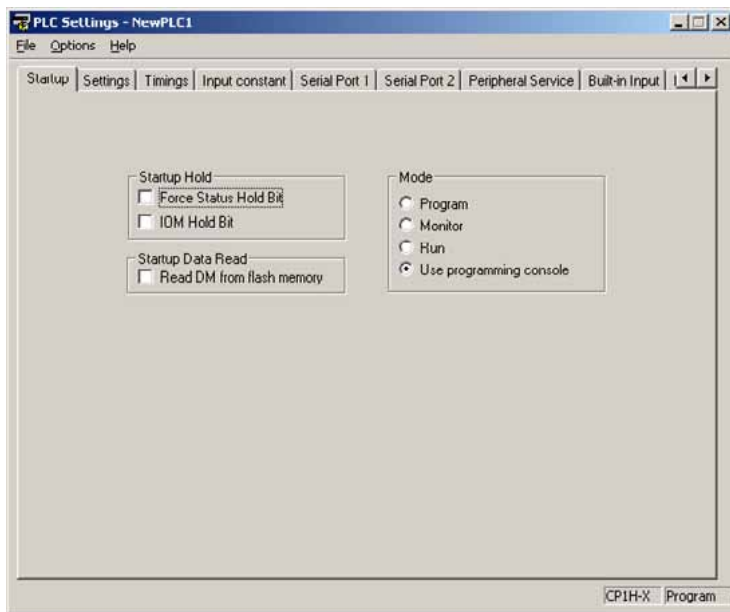 PLC Settings - NewPLC1
File Options Help
Startup Settings Timings Input constant Serial Port 1 Serial Port 2 Peripheral Service Built-in Input
Startup Hold
Force Status Hold Bit
IOM Hold Bit
Startup Data Read
Read DM from flash memory
Mode
Program
Monitor
Run
Use programming console
CP1H-X Program